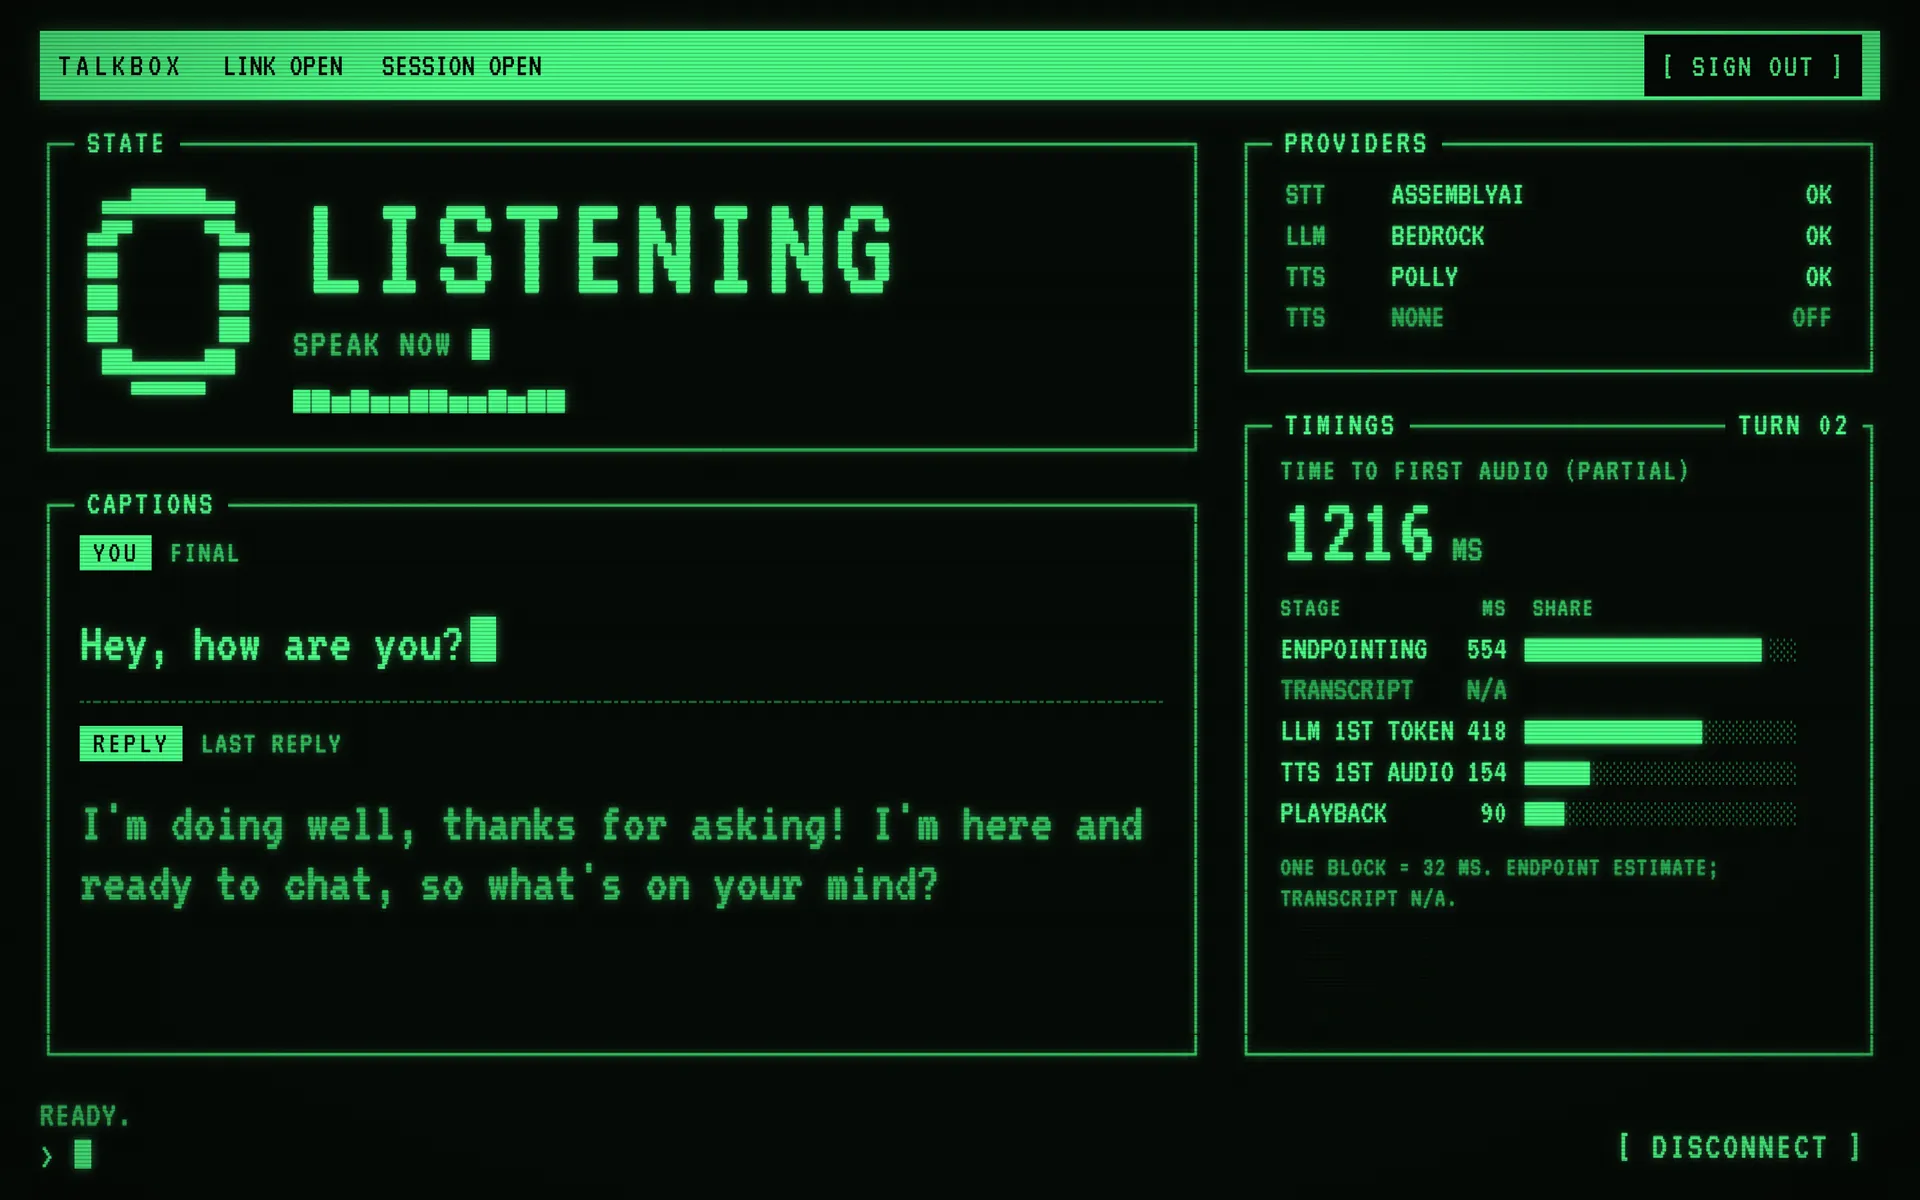 TALKBOX LINK OPEN SESSION OPEN [ SIGN OUT ]
STATE
LISTENING
SPEAK NOW
CAPTIONS
YOU FINAL
Hey, how are you?
REPLY LAST REPLY
I'm doing well, thanks for asking! I'm here and
ready to chat, so what's on your mind?
PROVIDERS
STT ASSEMBLYAI OK
LLM BEDROCK OK
TTS POLLY OK
TTS NONE OFF
TIMINGS TURN 02
TIME TO FIRST AUDIO (PARTIAL)
1216 MS
STAGE MS SHARE
ENDPOINTING 554
TRANSCRIPT N/A
LLM 1ST TOKEN 418
TTS 1ST AUDIO 154
PLAYBACK 90
ONE BLOCK = 32 MS. ENDPOINT ESTIMATE;
TRANSCRIPT N/A.
READY.
❯
[ DISCONNECT ]